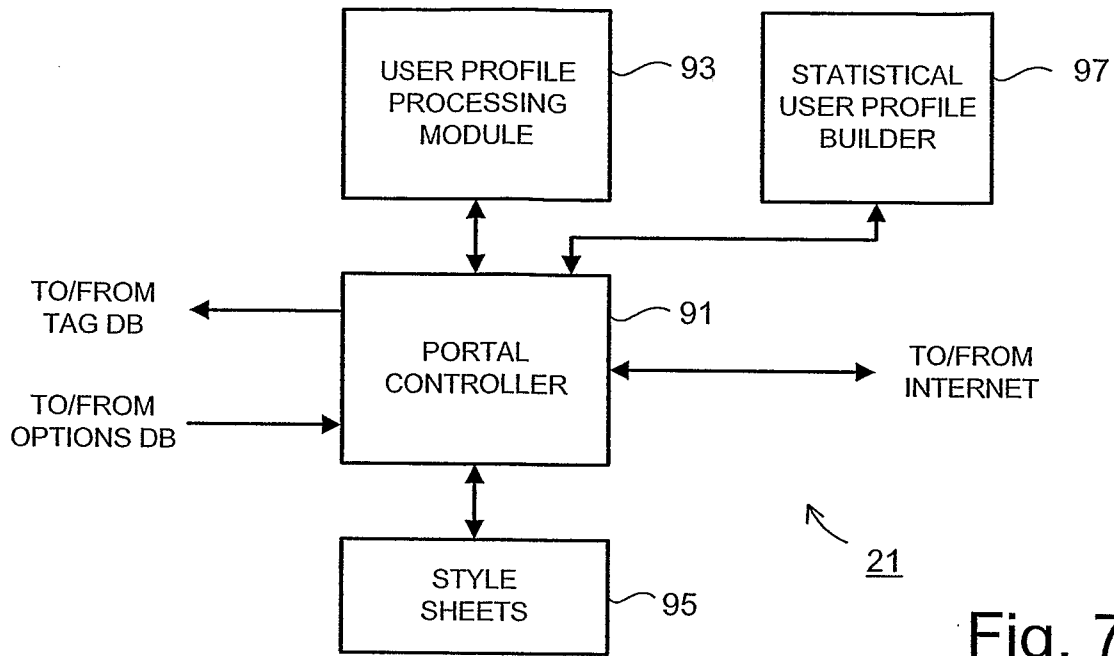 USER PROFILE
PROCESSING
MODULE
93
STATISTICAL
USER PROFILE
BUILDER
97
TO/FROM
TAG DB
PORTAL
CONTROLLER
91
TO/FROM
INTERNET
TO/FROM
OPTIONS DB
STYLE
SHEETS
95
21
Fig. 7